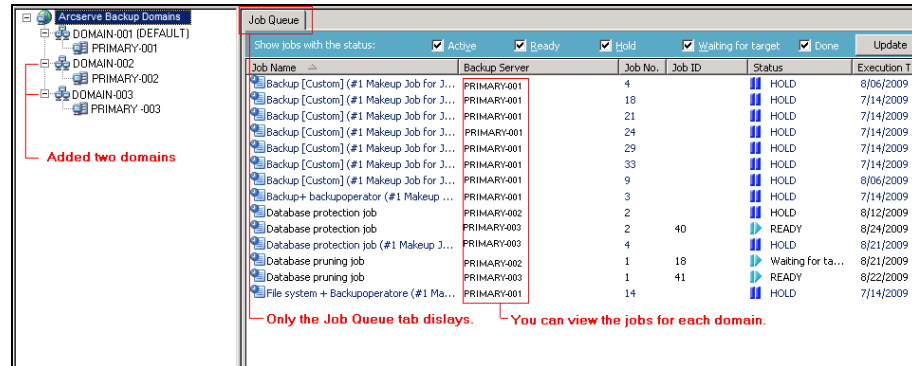 Arcserve Backup Domains
DOMAIN-001 (DEFAULT)
PRIMARY-001
DOMAIN-002
PRIMARY-002
DOMAIN-003
PRIMARY -003
Added two domains
Job Queue
Show jobs with the status: Active Ready Hold Waiting for target Done Update
Job Name Backup Server Job No. Job ID Status Execution T
Backup [Custom] (#1 Makeup Job for J... PRIMARY-001 4 HOLD 8/06/2009
Backup [Custom] (#1 Makeup Job for J... PRIMARY-001 18 HOLD 7/14/2009
Backup [Custom] (#1 Makeup Job for J... PRIMARY-001 21 HOLD 7/14/2009
Backup [Custom] (#1 Makeup Job for J... PRIMARY-001 24 HOLD 7/14/2009
Backup [Custom] (#1 Makeup Job for J... PRIMARY-001 29 HOLD 7/14/2009
Backup [Custom] (#1 Makeup Job for J... PRIMARY-001 33 HOLD 7/14/2009
Backup [Custom] (#1 Makeup Job for J... PRIMARY-001 9 HOLD 8/06/2009
Backup+ backupoperator (#1 Makeup ... PRIMARY-001 3 HOLD 7/14/2009
Database protection job PRIMARY-002 2 HOLD 8/12/2009
Database protection job PRIMARY-003 2 40 READY 8/24/2009
Database protection job (#1 Makeup J... PRIMARY-003 4 HOLD 8/21/2009
Database pruning job PRIMARY-002 1 18 Waiting for ta... 8/21/2009
Database pruning job PRIMARY-003 1 41 READY 8/22/2009
File system + Backupoperatore (#1 Ma... PRIMARY-001 14 HOLD 7/14/2009
Only the Job Queue tab dislays.
You can view the jobs for each domain.